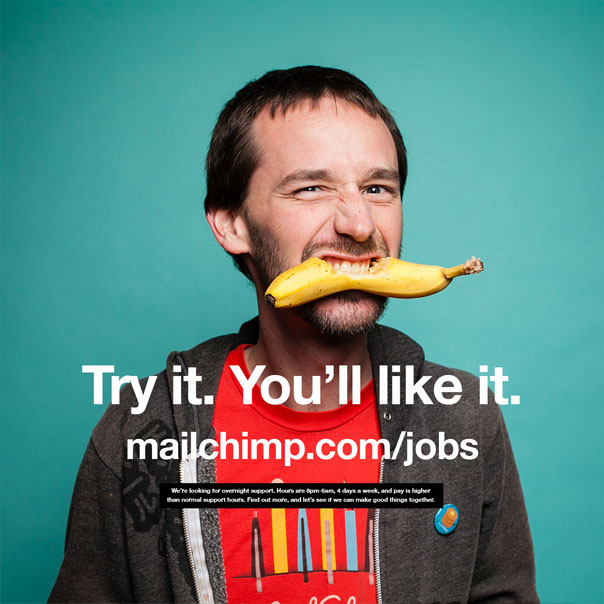 Try it. You'll like it.
mailchimp.com/jobs
We're looking for overnight support. Hours are 8pm-6am, 4 days a week, and pay is higher
than normal support hours. Find out more, and let's see if we can make good things together.